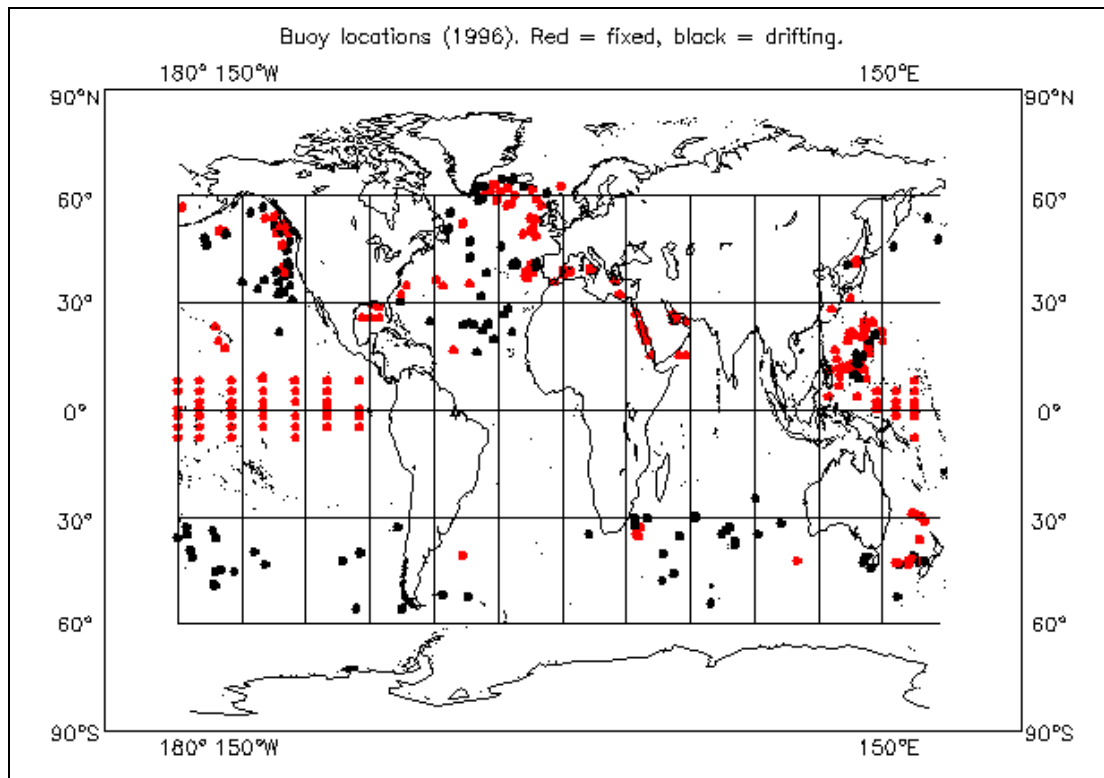 Buoy locations (1996). Red = fixed, black = drifting.
180° 150°W 150°E
90°N 90°N
60° 60°
30° 30°
0° 0°
30° 30°
60° 60°
90°S 90°S
180° 150°W 150°E